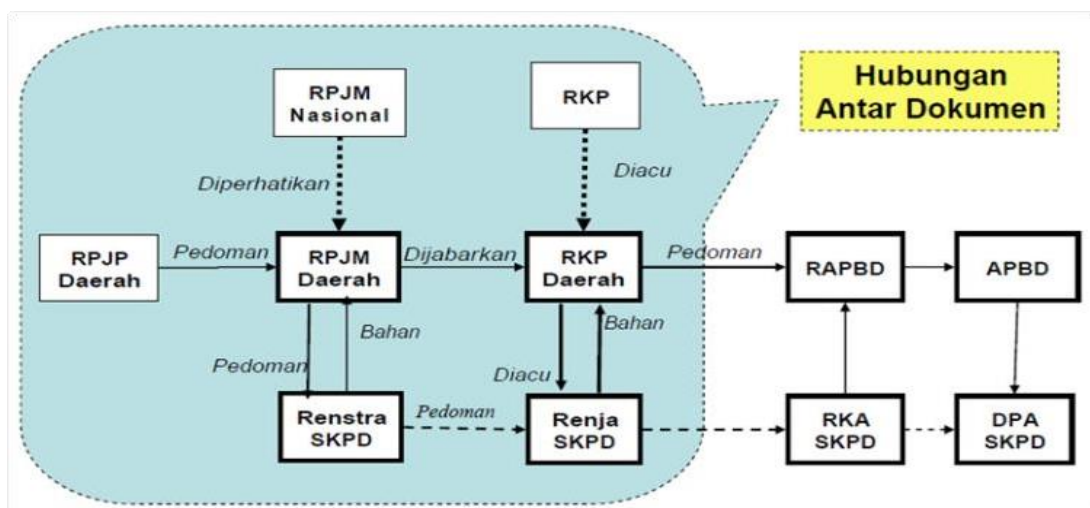 Hubungan
Antar Dokumen
RPJM
Nasional
RKP
Diperhatikan
Diacu
RPJP
Daerah
Pedoman
RPJM
Daerah
Dijabarkan
RKP
Daerah
Pedoman
RAPBD
APBD
Pedoman
Bahan
Diacu
Bahan
Renstra
SKPD
Pedoman
Renja
SKPD
RKA
SKPD
DPA
SKPD